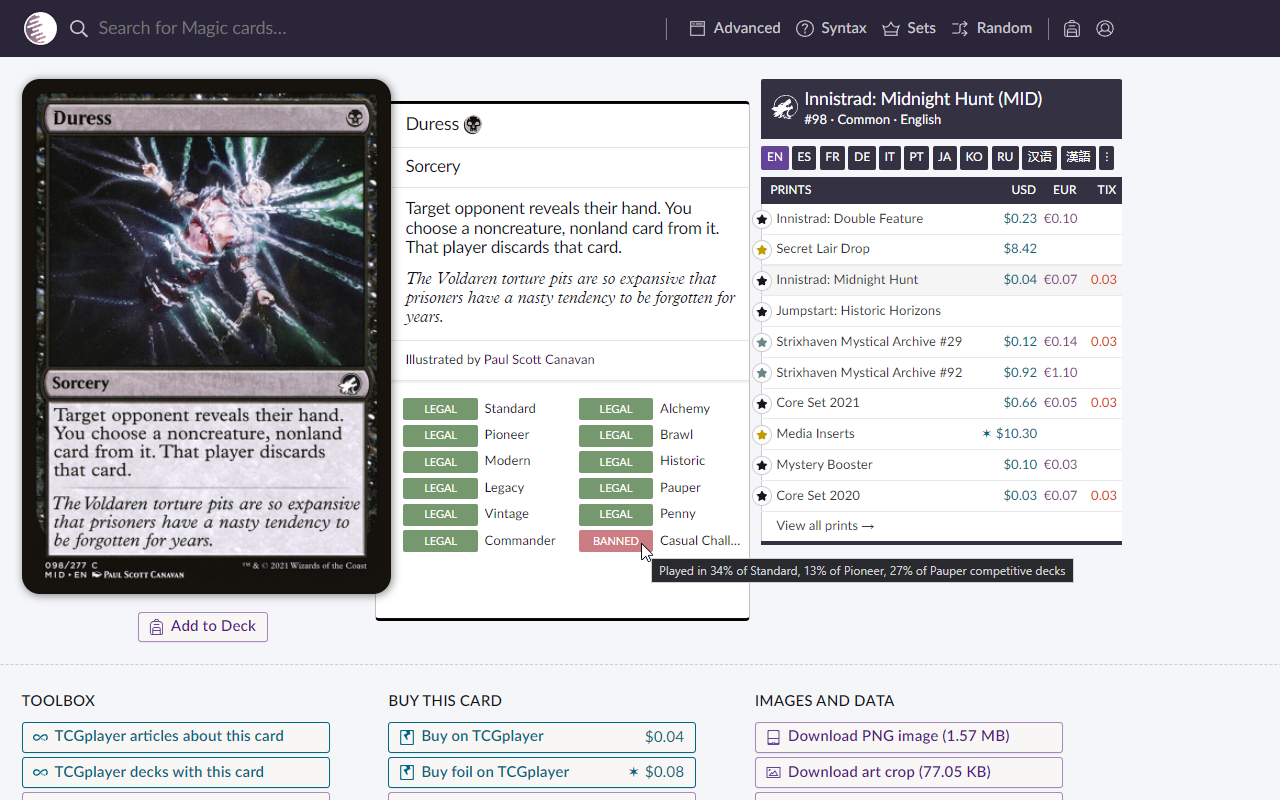 Search for Magic cards...
Advanced
Syntax
Sets
Random
Duress
Sorcery
Target opponent reveals their hand.
You choose a noncreature, nonland
card from it. That player discards
that card.
The Voldaren torture pits are so expansive
that prisoners have a nasty tendency to
be forgotten for years.
098/277 C
MID • EN Paul Scott Canavan
™ & © 2021 Wizards of the Coast
Add to Deck
Duress
Sorcery
Target opponent reveals their hand. You
choose a noncreature, nonland card from it.
That player discards that card.
The Voldaren torture pits are so expansive that
prisoners have a nasty tendency to be forgotten for
years.
Illustrated by Paul Scott Canavan
LEGAL Standard LEGAL Alchemy
LEGAL Pioneer LEGAL Brawl
LEGAL Modern LEGAL Historic
LEGAL Legacy LEGAL Pauper
LEGAL Vintage LEGAL Penny
LEGAL Commander BANNED Casual Chall...
Played in 34% of Standard, 13% of Pioneer, 27% of Pauper competitive decks
Innistrad: Midnight Hunt (MID)
#98 · Common · English
EN ES FR DE IT PT JA KO RU 汉语 漢語
PRINTS USD EUR TIX
Innistrad: Double Feature $0.23 €0.10
Secret Lair Drop $8.42
Innistrad: Midnight Hunt $0.04 €0.07 0.03
Jumpstart: Historic Horizons
Strixhaven Mystical Archive #29 $0.12 €0.14 0.03
Strixhaven Mystical Archive #92 $0.92 €1.10
Core Set 2021 $0.66 €0.05 0.03
Media Inserts ✶ $10.30
Mystery Booster $0.10 €0.03
Core Set 2020 $0.03 €0.07 0.03
View all prints →
TOOLBOX
TCGplayer articles about this card
TCGplayer decks with this card
BUY THIS CARD
Buy on TCGplayer $0.04
Buy foil on TCGplayer ✶ $0.08
IMAGES AND DATA
Download PNG image (1.57 MB)
Download art crop (77.05 KB)